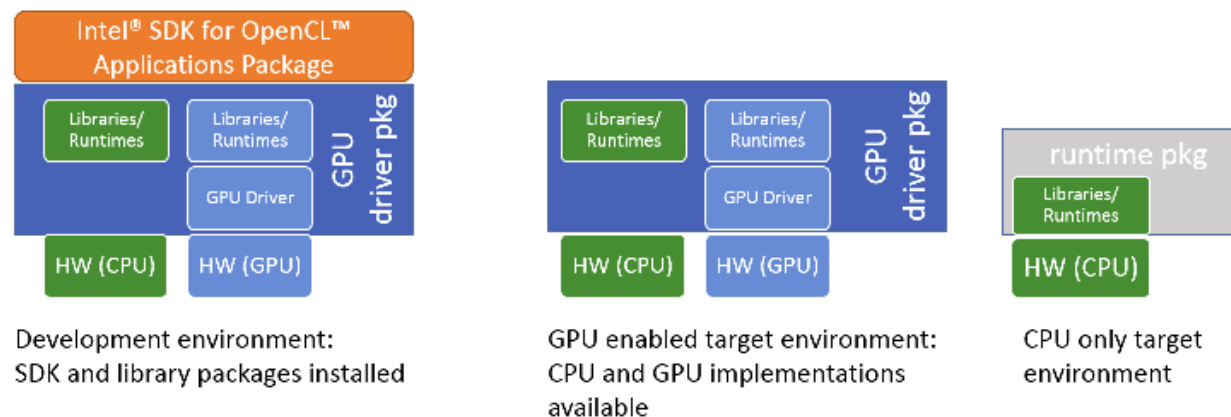 Intel® SDK for OpenCL™
Applications Package
Libraries/
Runtimes
Libraries/
Runtimes
GPU Driver
GPU
driver pkg
HW (CPU)
HW (GPU)
Development environment:
SDK and library packages installed
Libraries/
Runtimes
Libraries/
Runtimes
GPU Driver
GPU
driver pkg
HW (CPU)
HW (GPU)
GPU enabled target environment:
CPU and GPU implementations
available
runtime pkg
Libraries/
Runtimes
HW (CPU)
CPU only target
environment